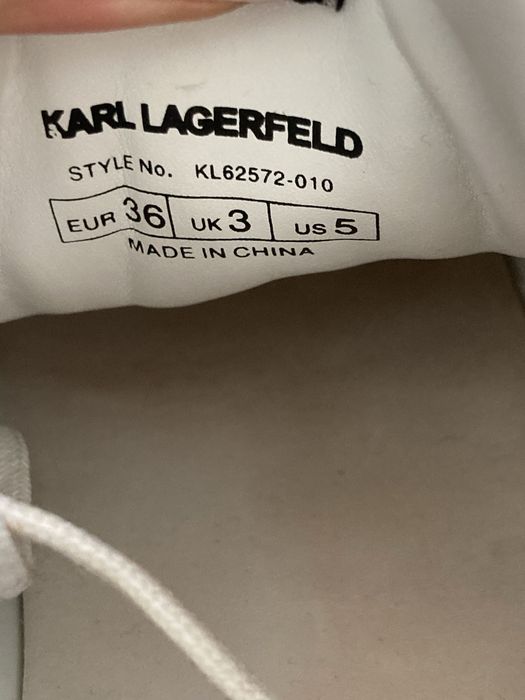 KARL LAGERFELD
STYLE No. KL62572-010
EUR 36 UK 3 US 5
MADE IN CHINA